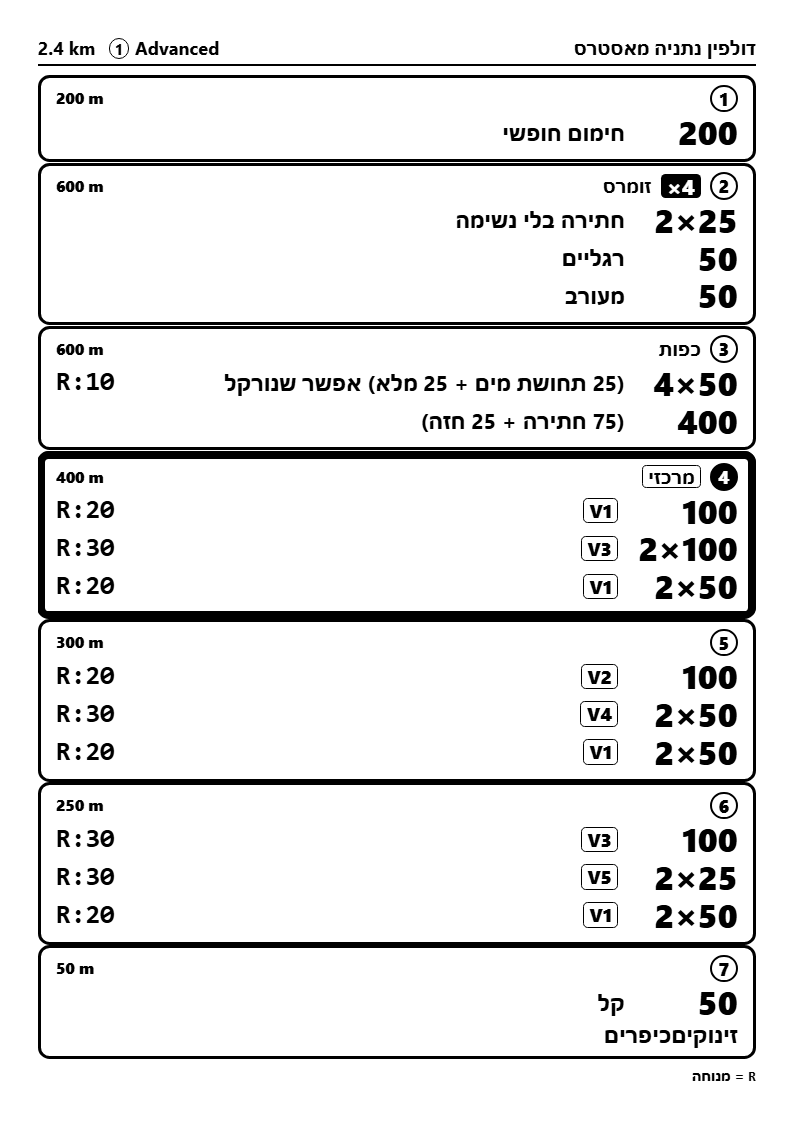 דולפין נתניה מאסטרס 2.4 km ① Advanced
① 200 m
200 חימום חופשי
② ×4 זומרס 600 m
2×25 חתירה בלי נשימה
50 רגליים
50 מעורב
③ כפות 600 m
4×50 (25 תחושת מים + 25 מלא) אפשר שנורקל R:10
400 (75 חתירה + 25 חזה)
④ מרכזי 400 m
100 V1 R:20
2×100 V3 R:30
2×50 V1 R:20
⑤ 300 m
100 V2 R:20
2×50 V4 R:30
2×50 V1 R:20
⑥ 250 m
100 V3 R:30
2×25 V5 R:30
2×50 V1 R:20
⑦ 50 m
50 קל
זינוקיםכיפרים
R = מנוחה